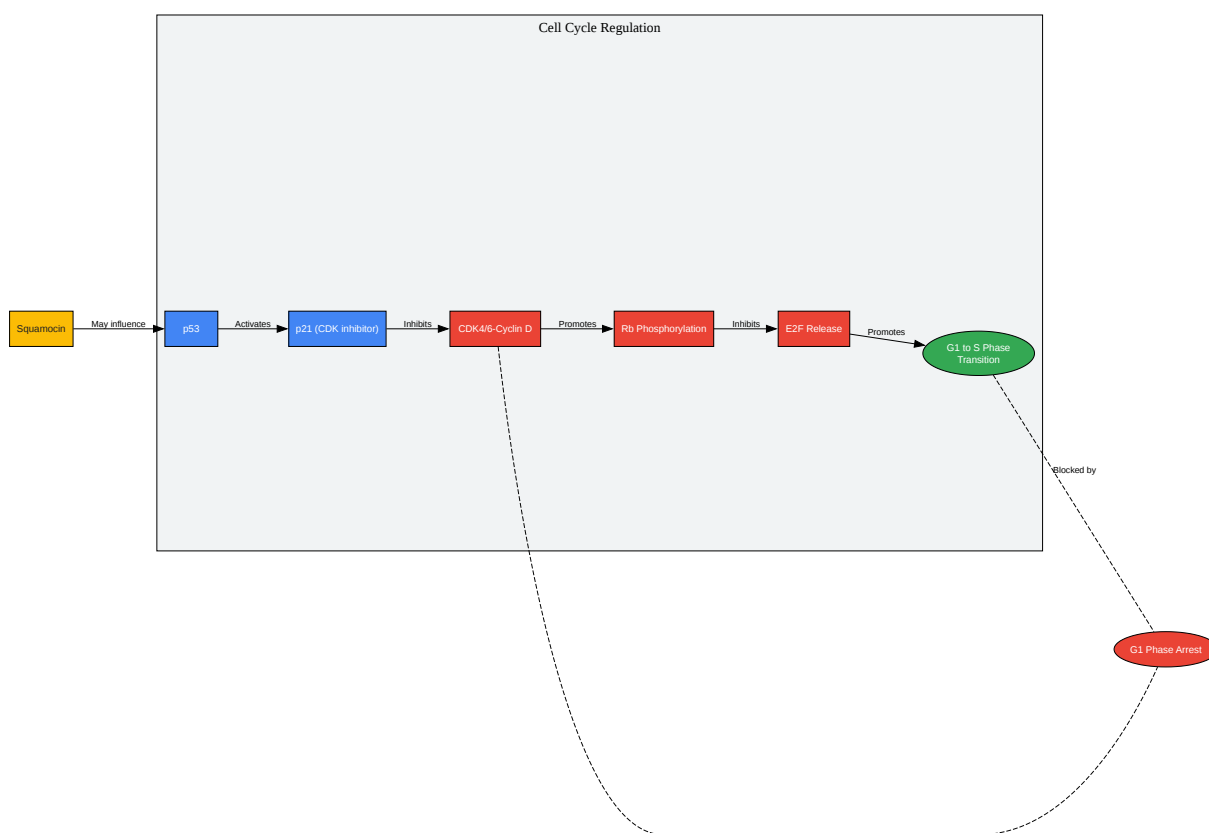 Cell Cycle Regulation
Squamocin
May influence
p53
Activates
p21 (CDK inhibitor)
Inhibits
CDK4/6-Cyclin D
Promotes
Rb Phosphorylation
Inhibits
E2F Release
Promotes
G1 to S Phase
Transition
Blocked by
G1 Phase Arrest